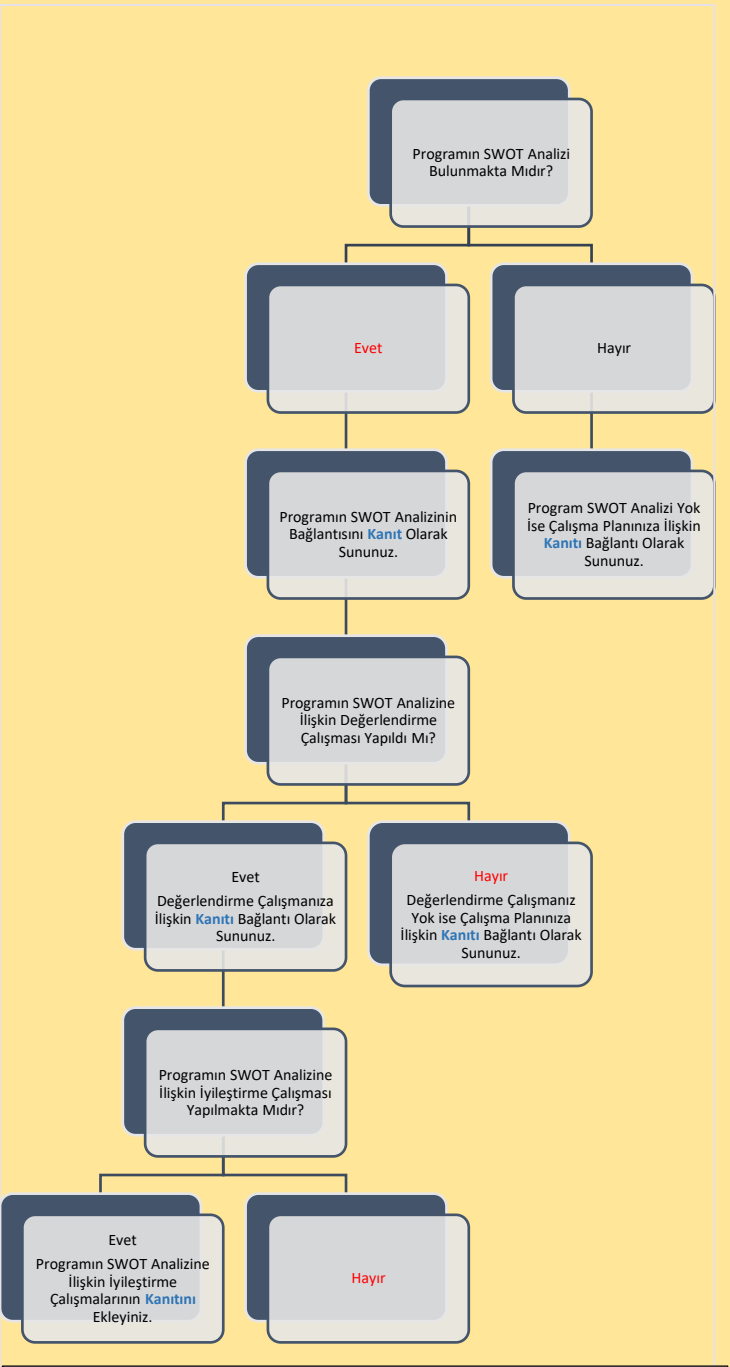 Programın SWOT Analizi
Bulunmakta Mıdır?
Evet
Hayır
Programın SWOT Analizinin
Bağlantısını Kanıt Olarak
Sununuz.
Program SWOT Analizi Yok
İse Çalışma Planınıza İlişkin
Kanıtı Bağlantı Olarak
Sununuz.
Programın SWOT Analizine
İlişkin Değerlendirme
Çalışması Yapıldı Mı?
Evet
Değerlendirme Çalışmanıza
İlişkin Kanıtı Bağlantı Olarak
Sununuz.
Hayır
Değerlendirme Çalışmanız
Yok ise Çalışma Planınıza
İlişkin Kanıtı Bağlantı Olarak
Sununuz.
Programın SWOT Analizine
İlişkin İyileştirme Çalışması
Yapılmakta Mıdır?
Evet
Programın SWOT Analizine
İlişkin İyileştirme
Çalışmalarının Kanıtını
Ekleyiniz.
Hayır